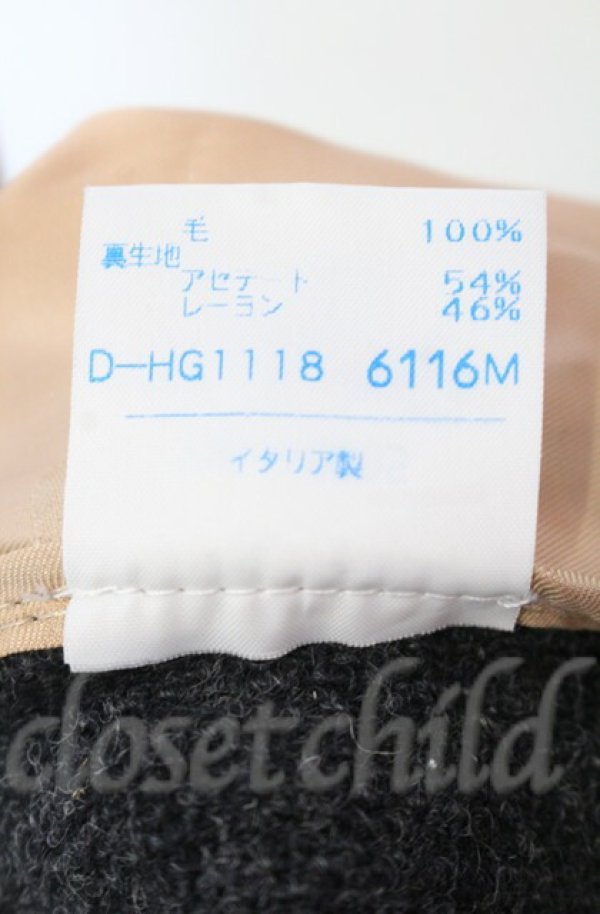 毛 100%
裏生地
アセテート 54%
レーヨン 46%
D-HG1118 6116M
イタリア製
closet child